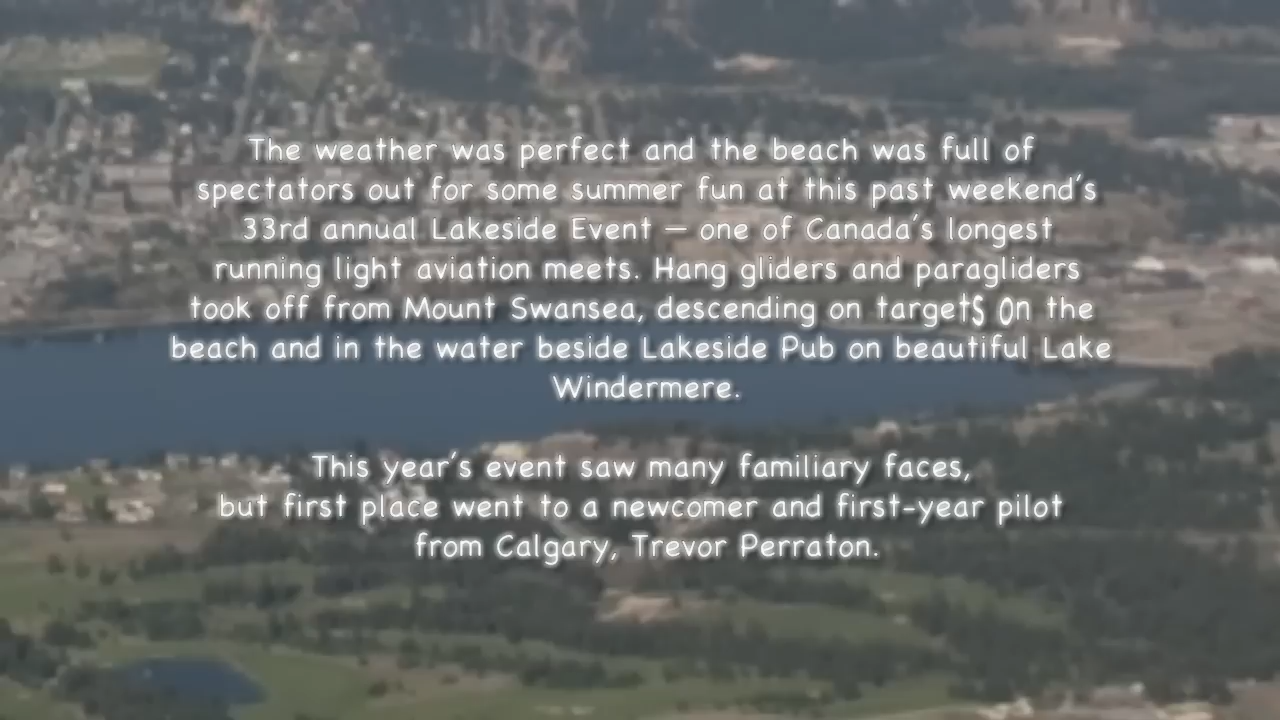 The weather was perfect and the beach was full of
spectators out for some summer fun at this past weekend's
33rd annual Lakeside Event – one of Canada's longest
running light aviation meets. Hang gliders and paragliders
took off from Mount Swansea, descending on targets on the
beach and in the water beside Lakeside Pub on beautiful Lake
Windermere.
This year's event saw many familiary faces,
but first place went to a newcomer and first-year pilot
from Calgary, Trevor Perraton.